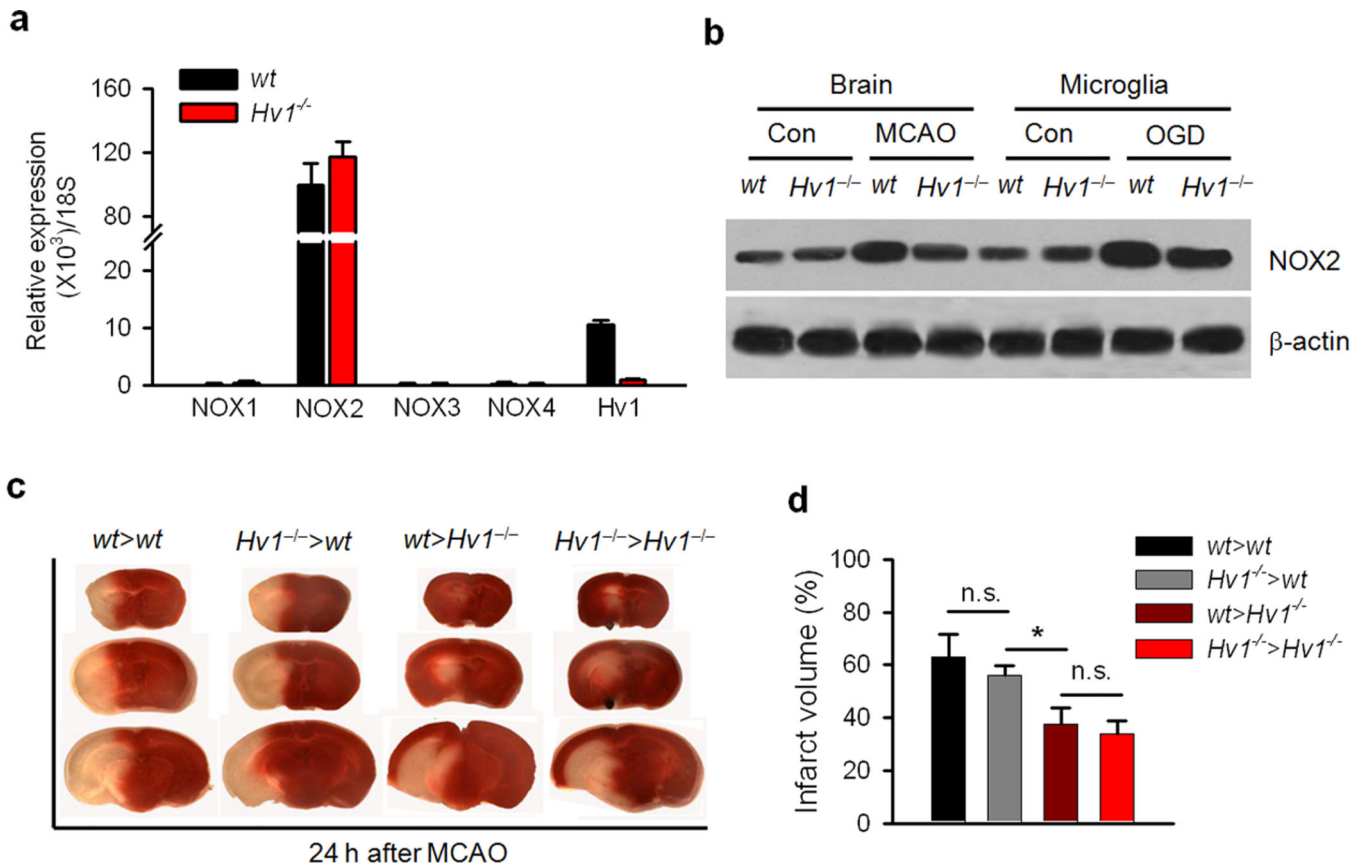 a
wt
Hv1-/-
Relative expression
(X10³)/18S
160
120
80
20
10
0
NOX1 NOX2 NOX3 NOX4 Hv1
b
Brain Microglia
Con MCAO Con OGD
wt Hv1–/– wt Hv1–/– wt Hv1–/– wt Hv1–/–
NOX2
β-actin
c
wt>wt Hv1–/–>wt wt>Hv1–/– Hv1–/–>Hv1–/–
24 h after MCAO
d
wt>wt
Hv1-/->wt
wt>Hv1-/-
Hv1-/->Hv1-/-
Infarct volume (%)
100
80
60
40
20
0
n.s.
*
n.s.